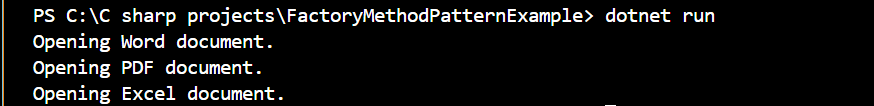 PS C:\C sharp projects\FactoryMethodPatternExample> dotnet run
Opening Word document.
Opening PDF document.
Opening Excel document.